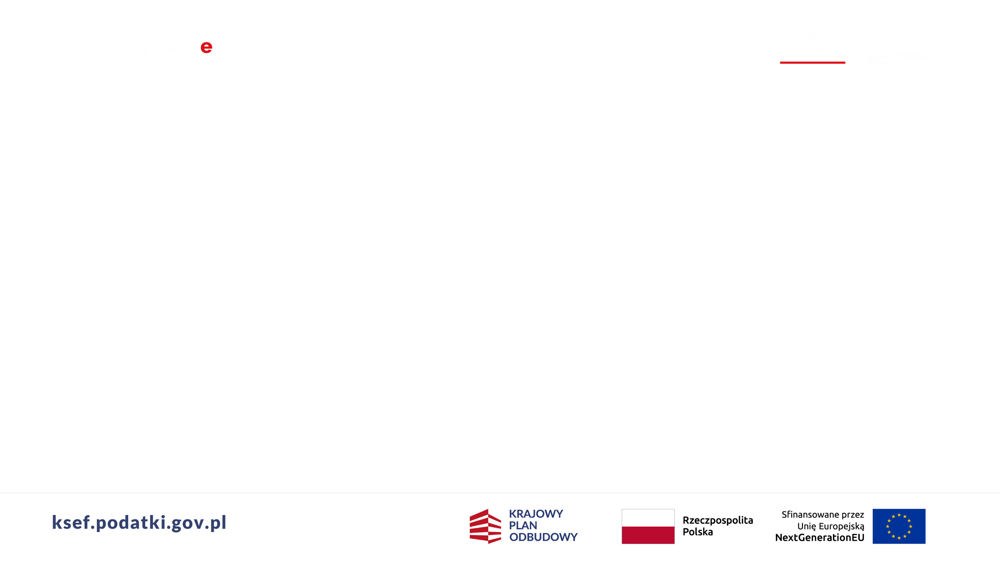 e
ksef.podatki.gov.pl
KRAJOWY
PLAN
ODBUDOWY
Rzeczpospolita
Polska
Sfinansowane przez
Unię Europejską
NextGenerationEU